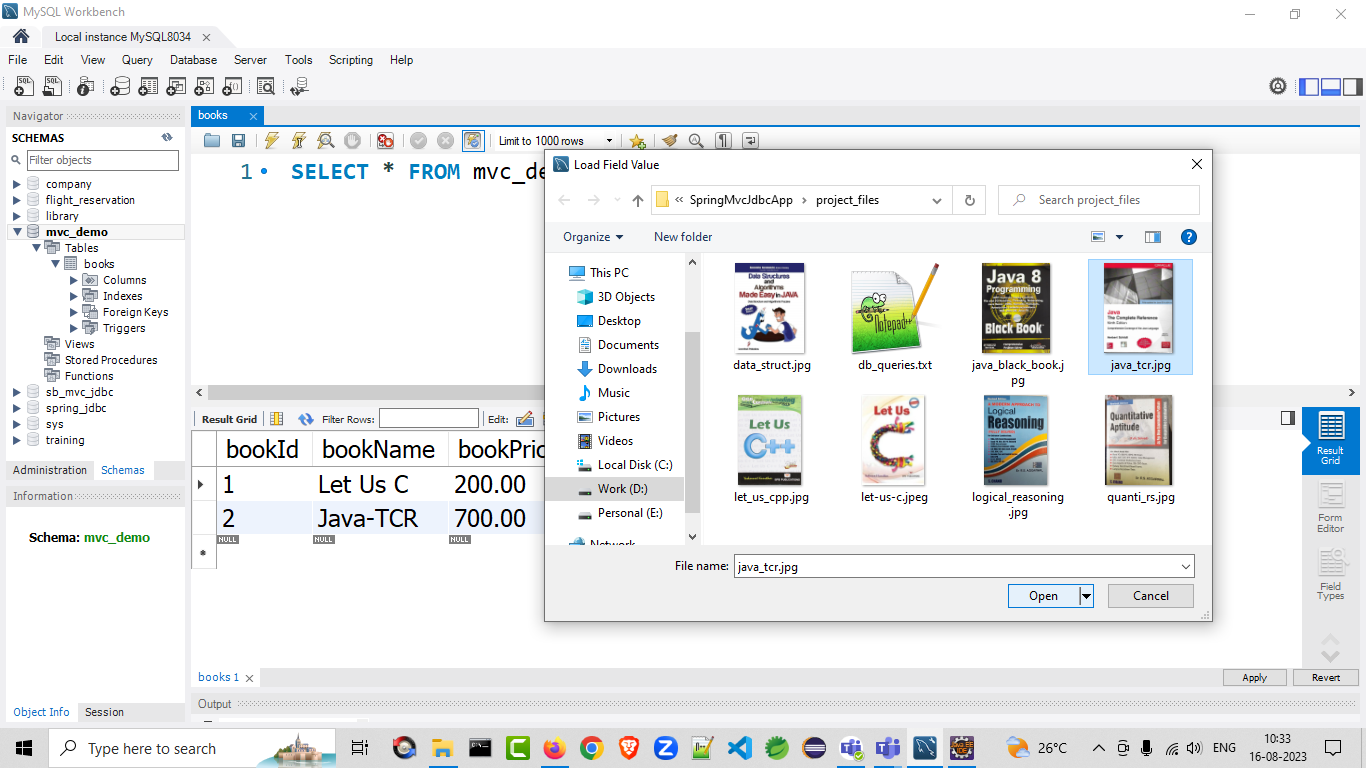 MySQL Workbench
Local instance MySQL8034
File Edit View Query Database Server Tools Scripting Help
Navigator
SCHEMAS
Filter objects
company
flight_reservation
library
mvc_demo
Tables
books
Columns
Indexes
Foreign Keys
Triggers
Views
Stored Procedures
Functions
sb_mvc_jdbc
spring_jdbc
sys
training
Administration Schemas
Information
Schema: mvc_demo
Object Info Session
books
Limit to 1000 rows
1 SELECT * FROM mvc_de
Result Grid Filter Rows: Edit:
bookId bookName bookPric
1 Let Us C 200.00
2 Java-TCR 700.00
NULL NULL NULL
books 1
Output
Load Field Value
« SpringMvcJdbcApp › project_files
Search project_files
Organize New folder
This PC
3D Objects
Desktop
Documents
Downloads
Music
Pictures
Videos
Local Disk (C:)
Work (D:)
Personal (E:)
Network
Data Structures
and
Algorithms
Made Easy in JAVA
data_struct.jpg
Notepad++
db_queries.txt
Java 8
Programming
Black Book
java_black_book.j
pg
Java
The Complete Reference
java_tcr.jpg
Let Us
C++
let_us_cpp.jpg
Let Us
C
let-us-c.jpeg
Logical
Reasoning
logical_reasoning
.jpg
Quantitative
Aptitude
quanti_rs.jpg
File name: java_tcr.jpg
Open Cancel
Result
Grid
Form
Editor
Field
Types
Apply Revert
Type here to search
26°C
ENG
10:33
16-08-2023